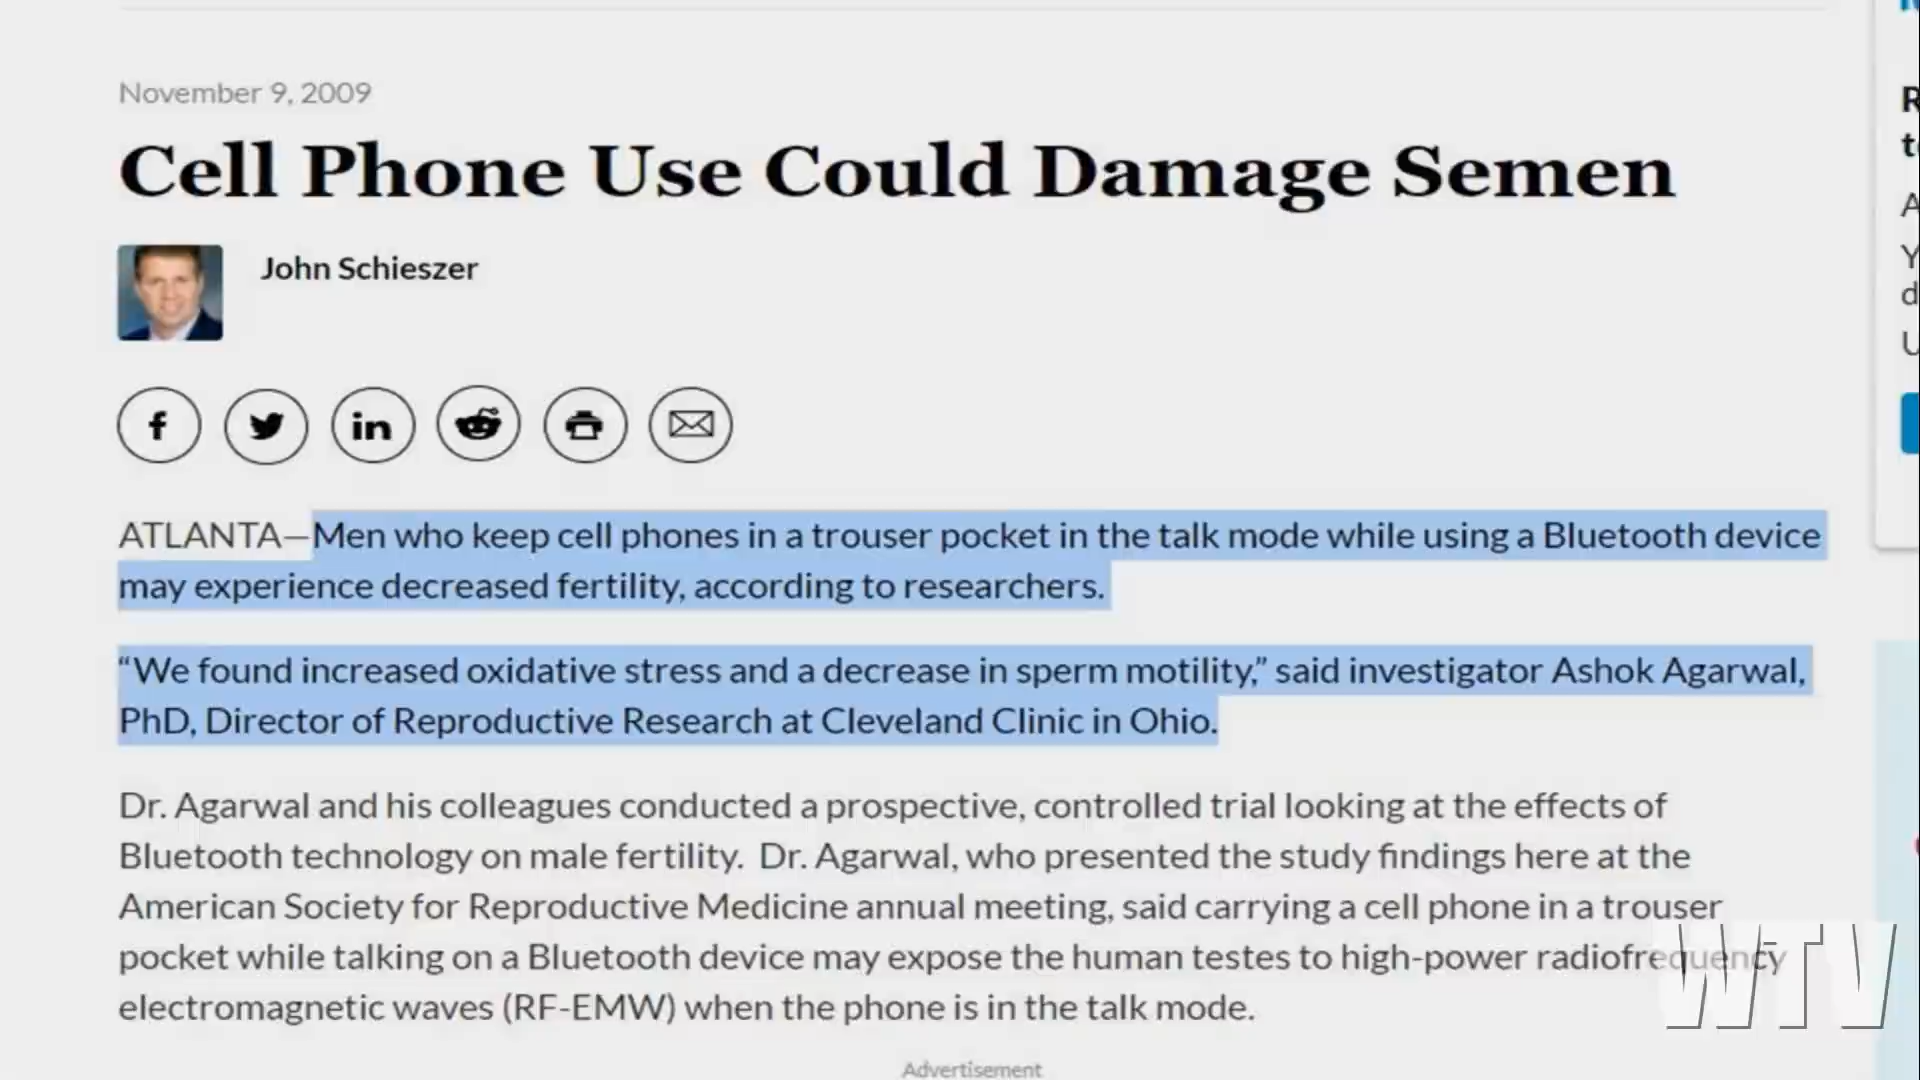 November 9, 2009
Cell Phone Use Could Damage Semen
John Schieszer
ATLANTA—Men who keep cell phones in a trouser pocket in the talk mode while using a Bluetooth device
may experience decreased fertility, according to researchers.
“We found increased oxidative stress and a decrease in sperm motility,” said investigator Ashok Agarwal,
PhD, Director of Reproductive Research at Cleveland Clinic in Ohio.
Dr. Agarwal and his colleagues conducted a prospective, controlled trial looking at the effects of
Bluetooth technology on male fertility. Dr. Agarwal, who presented the study findings here at the
American Society for Reproductive Medicine annual meeting, said carrying a cell phone in a trouser
pocket while talking on a Bluetooth device may expose the human testes to high-power radiofrequency
electromagnetic waves (RF-EMW) when the phone is in the talk mode.
Advertisement
WTV